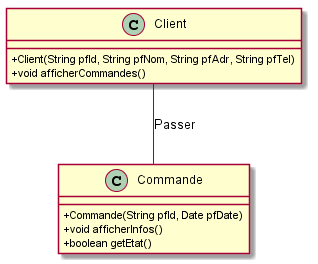 C Client
+Client(String pfId, String pfNom, String pfAdr, String pfTel)
+void afficherCommandes()
Passer
C Commande
+Commande(String pfId, Date pfDate)
+void afficherInfos()
+boolean getEtat()